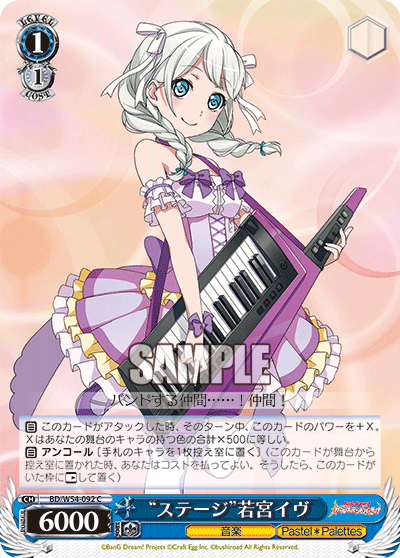 LEVEL
1
1
COST
SAMPLE
バンドする仲間……！仲間！
【自】 このカードがアタックした時、そのターン中、このカードのパワーを＋
X。Xはあなたの舞台のキャラの持つ色の合計×500に等しい。
【自】 アンコール ［手札のキャラを1枚控え室に置く］ （このカードが舞台から
控え室に置かれた時、あなたはコストを払ってよい。そうしたら、このカードが
いた枠に レスト して置く）
CH
BD/W54-092 C
6000
“ステージ”若宮イヴ
音楽
Pastel＊Palettes
©BanG Dream! Project ©Craft Egg Inc. ©bushiroad All Rights Reserved.